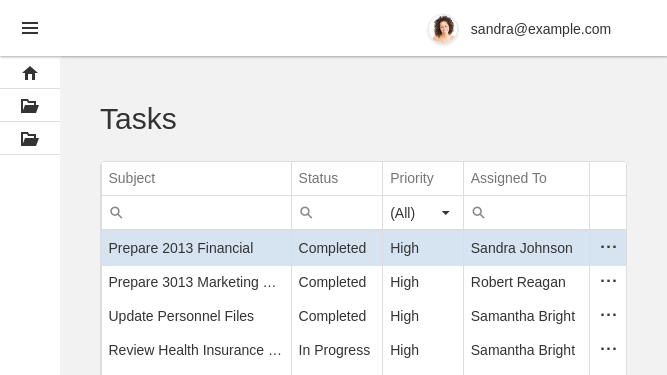 sandra@example.com
Tasks
Subject Status Priority Assigned To
(All)
Prepare 2013 Financial Completed High Sandra Johnson
Prepare 3013 Marketing … Completed High Robert Reagan
Update Personnel Files Completed High Samantha Bright
Review Health Insurance … In Progress High Samantha Bright